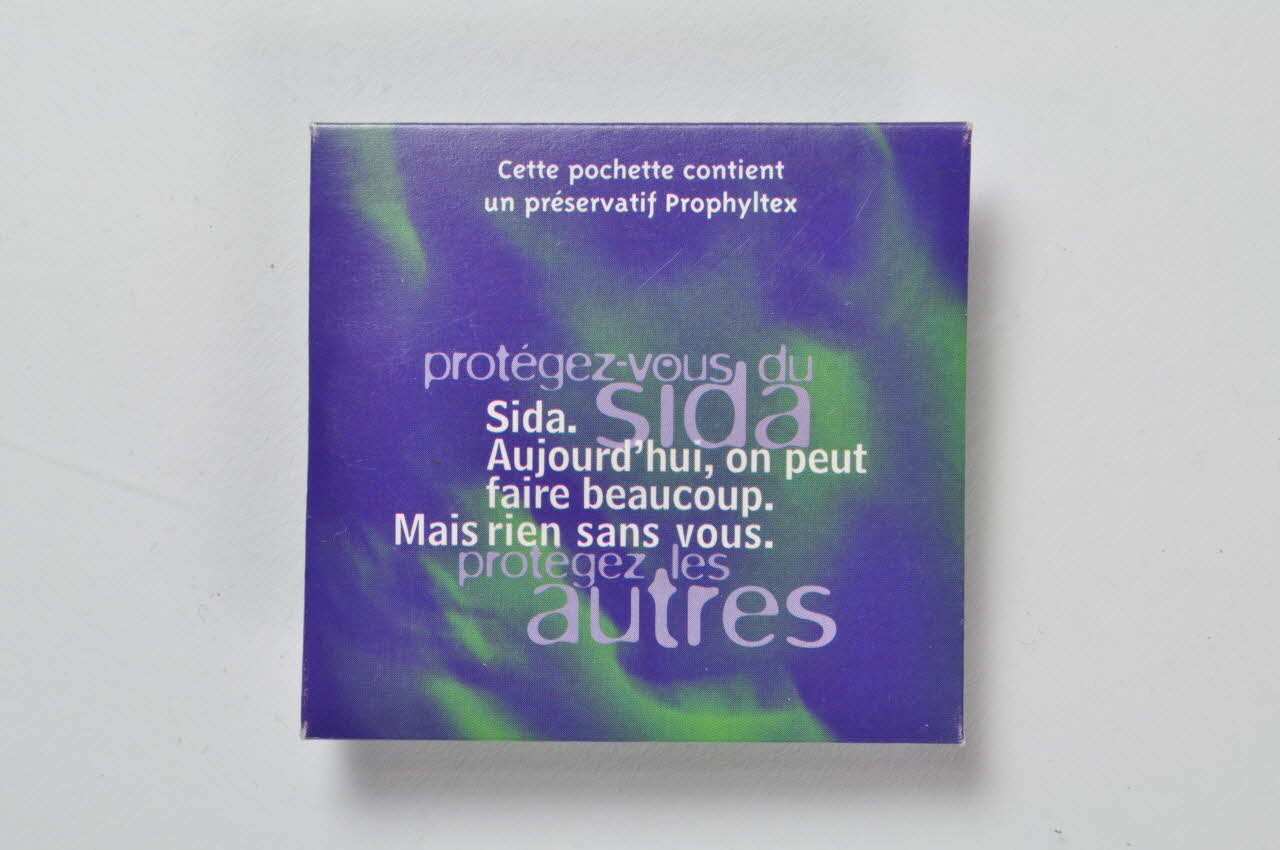 Cette pochette contient
un préservatif Prophyltex
protégez-vous du
sida
Sida.
Aujourd'hui, on peut
faire beaucoup.
Mais rien sans vous.
protégez les
autres